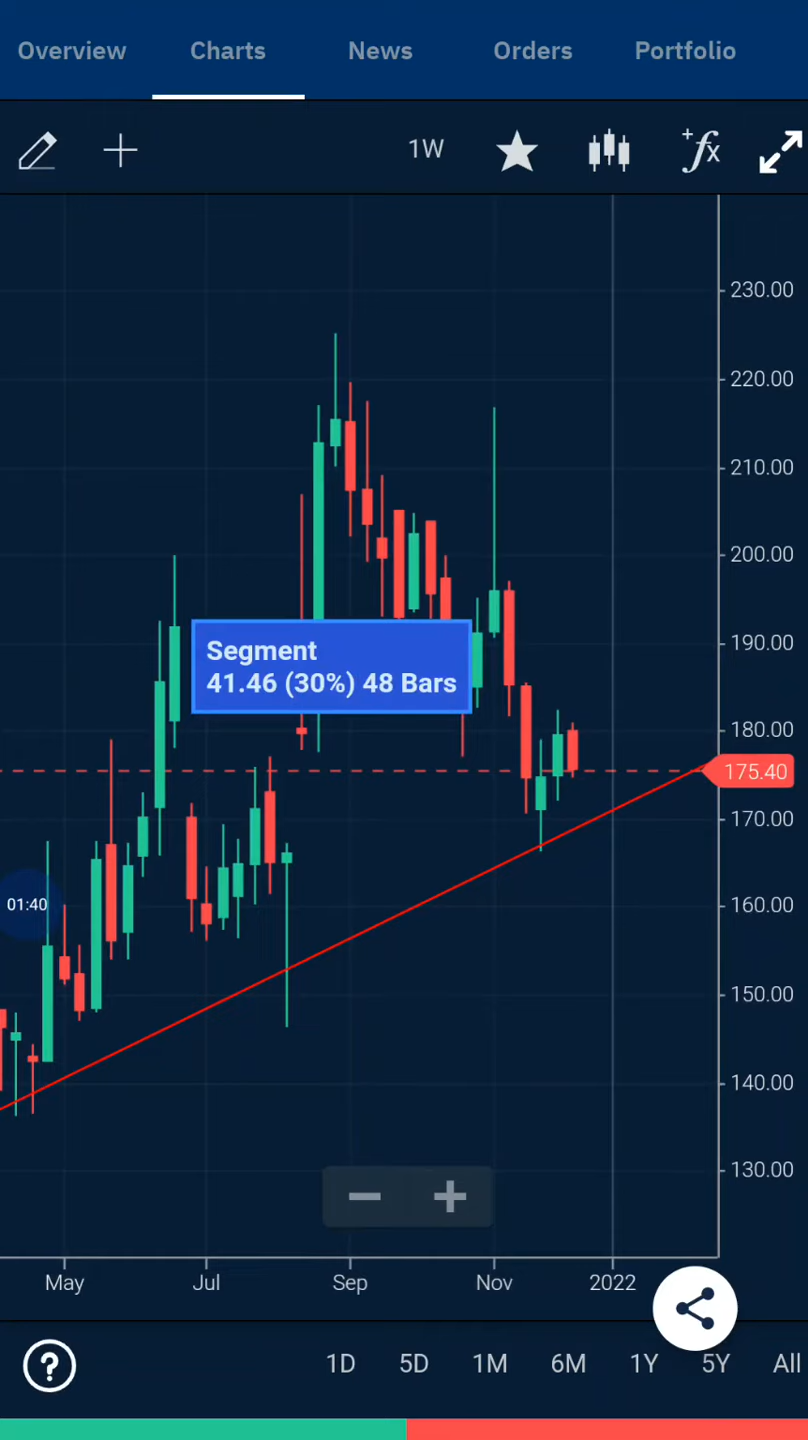 Overview Charts News Orders Portfolio
1W +fx
230.00
220.00
210.00
200.00
190.00
Segment
41.46 (30%) 48 Bars
180.00
175.40
170.00
01:40
160.00
150.00
140.00
130.00
May Jul Sep Nov 2022
? 1D 5D 1M 6M 1Y 5Y All